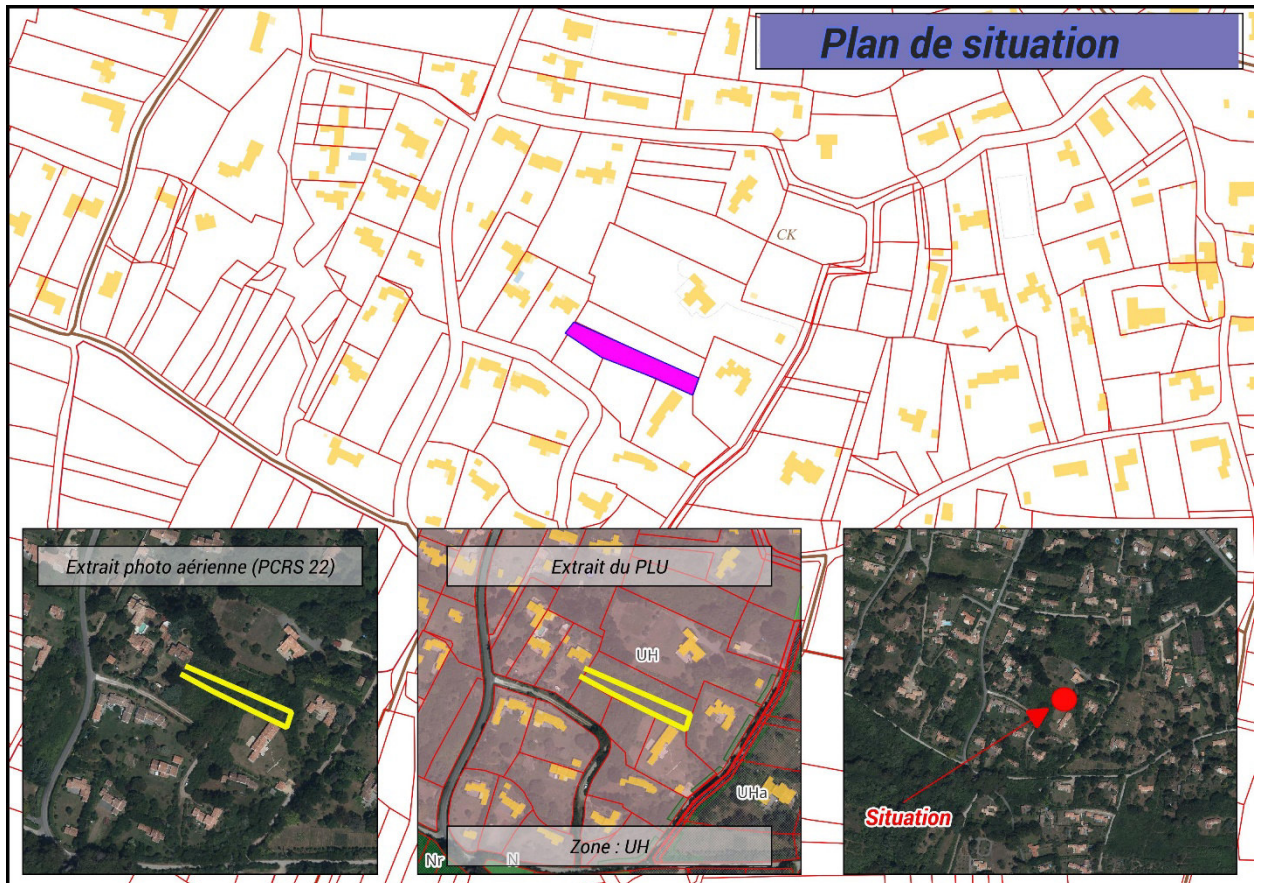 Plan de situation
CK
Extrait photo aérienne (PCRS 22)
Extrait du PLU
UH
UHa
Zone : UH
Nr
N
Situation